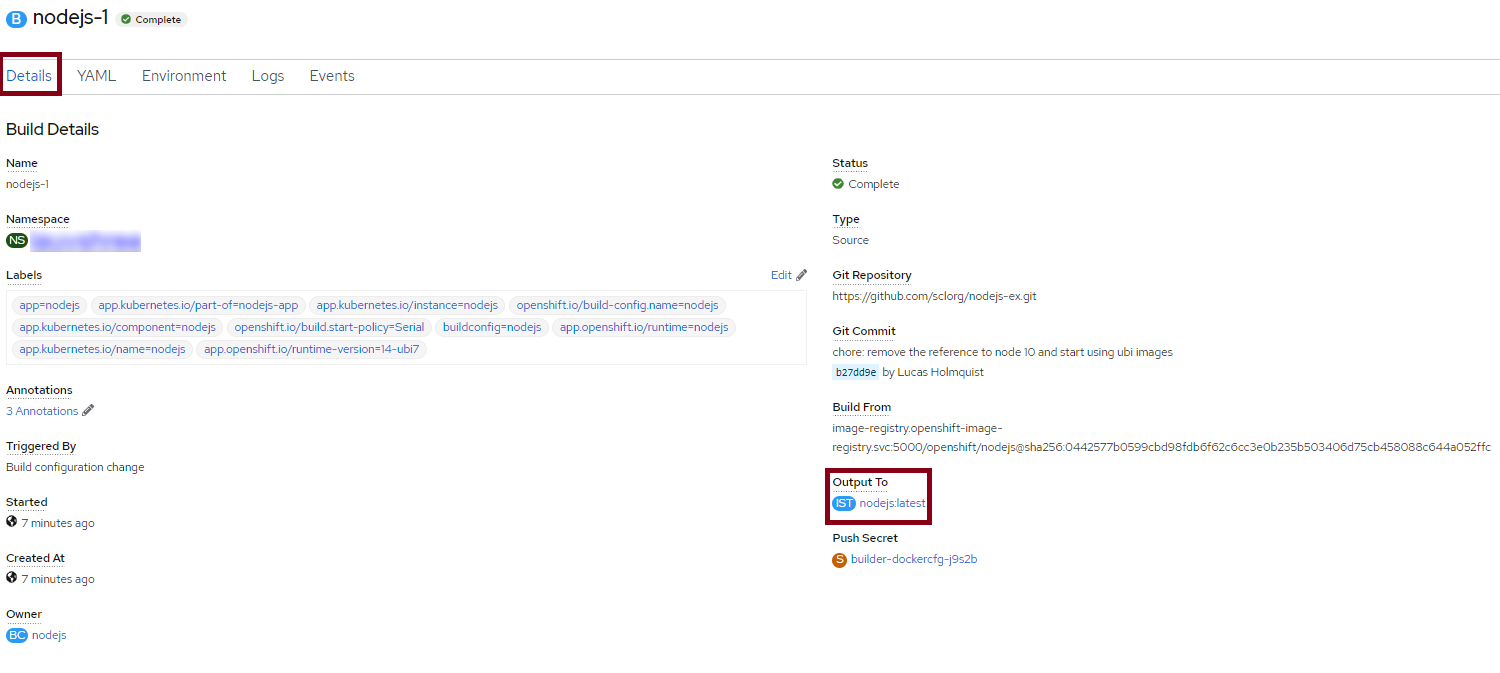 B nodejs-1 Complete
Details YAML Environment Logs Events
Build Details
Name
nodejs-1
Namespace
NS
Labels Edit
app=nodejs app.kubernetes.io/part-of=nodejs-app app.kubernetes.io/instance=nodejs openshift.io/build-config.name=nodejs
app.kubernetes.io/component=nodejs openshift.io/build.start-policy=Serial buildconfig=nodejs app.openshift.io/runtime=nodejs
app.kubernetes.io/name=nodejs app.openshift.io/runtime-version=14-ubi7
Annotations
3 Annotations
Triggered By
Build configuration change
Started
7 minutes ago
Created At
7 minutes ago
Owner
BC nodejs
Status
Complete
Type
Source
Git Repository
https://github.com/sclorg/nodejs-ex.git
Git Commit
chore: remove the reference to node 10 and start using ubi images
b27dd9e by Lucas Holmquist
Build From
image-registry.openshift-image-
registry.svc:5000/openshift/nodejs@sha256:0442577b0599cbd98fdb6f62c6cc3e0b235b503406d75cb458088c644a052ffc
Output To
IST nodejs:latest
Push Secret
S builder-dockercfg-j9s2b